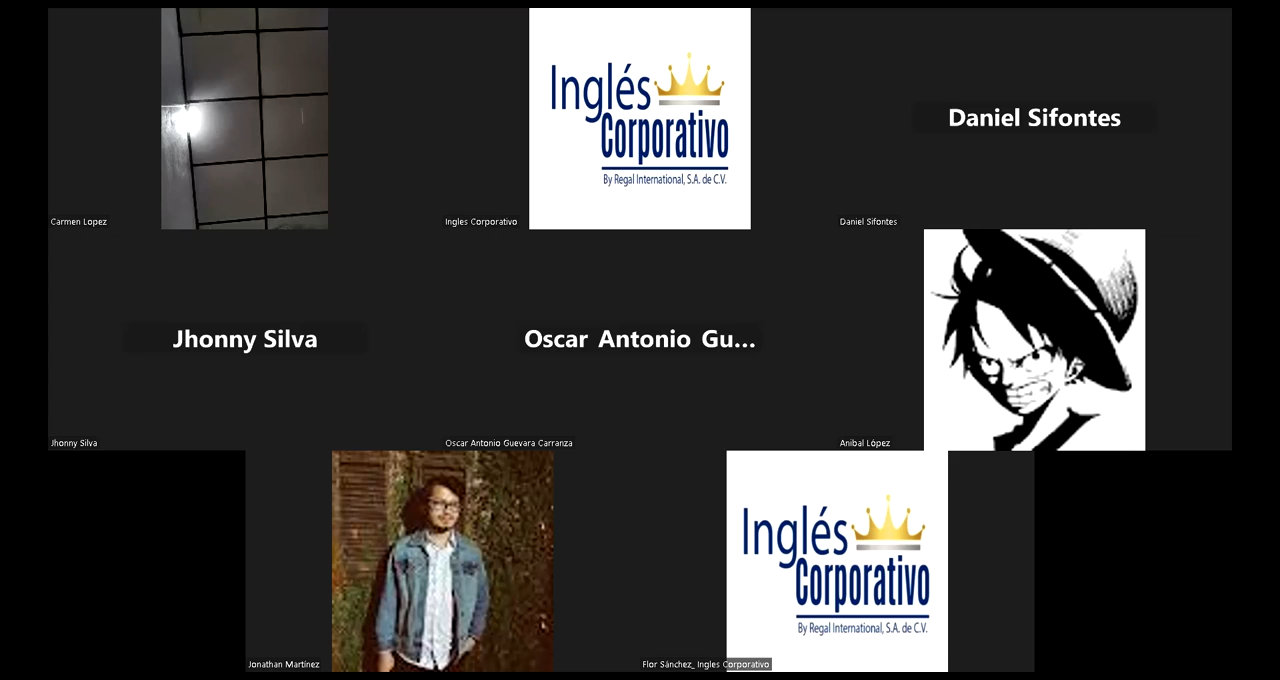 Inglés
Corporativo
By Regal International, S.A. de C.V.
Daniel Sifontes
Carmen Lopez
Ingles Corporativo
Daniel Sifontes
Jhonny Silva
Oscar Antonio Gu...
Jhonny Silva
Oscar Antonio Guevara Carranza
Anibal López
Inglés
Corporativo
By Regal International, S.A. de C.V.
Jonathan Martínez
Flor Sánchez_ Ingles Corporativo